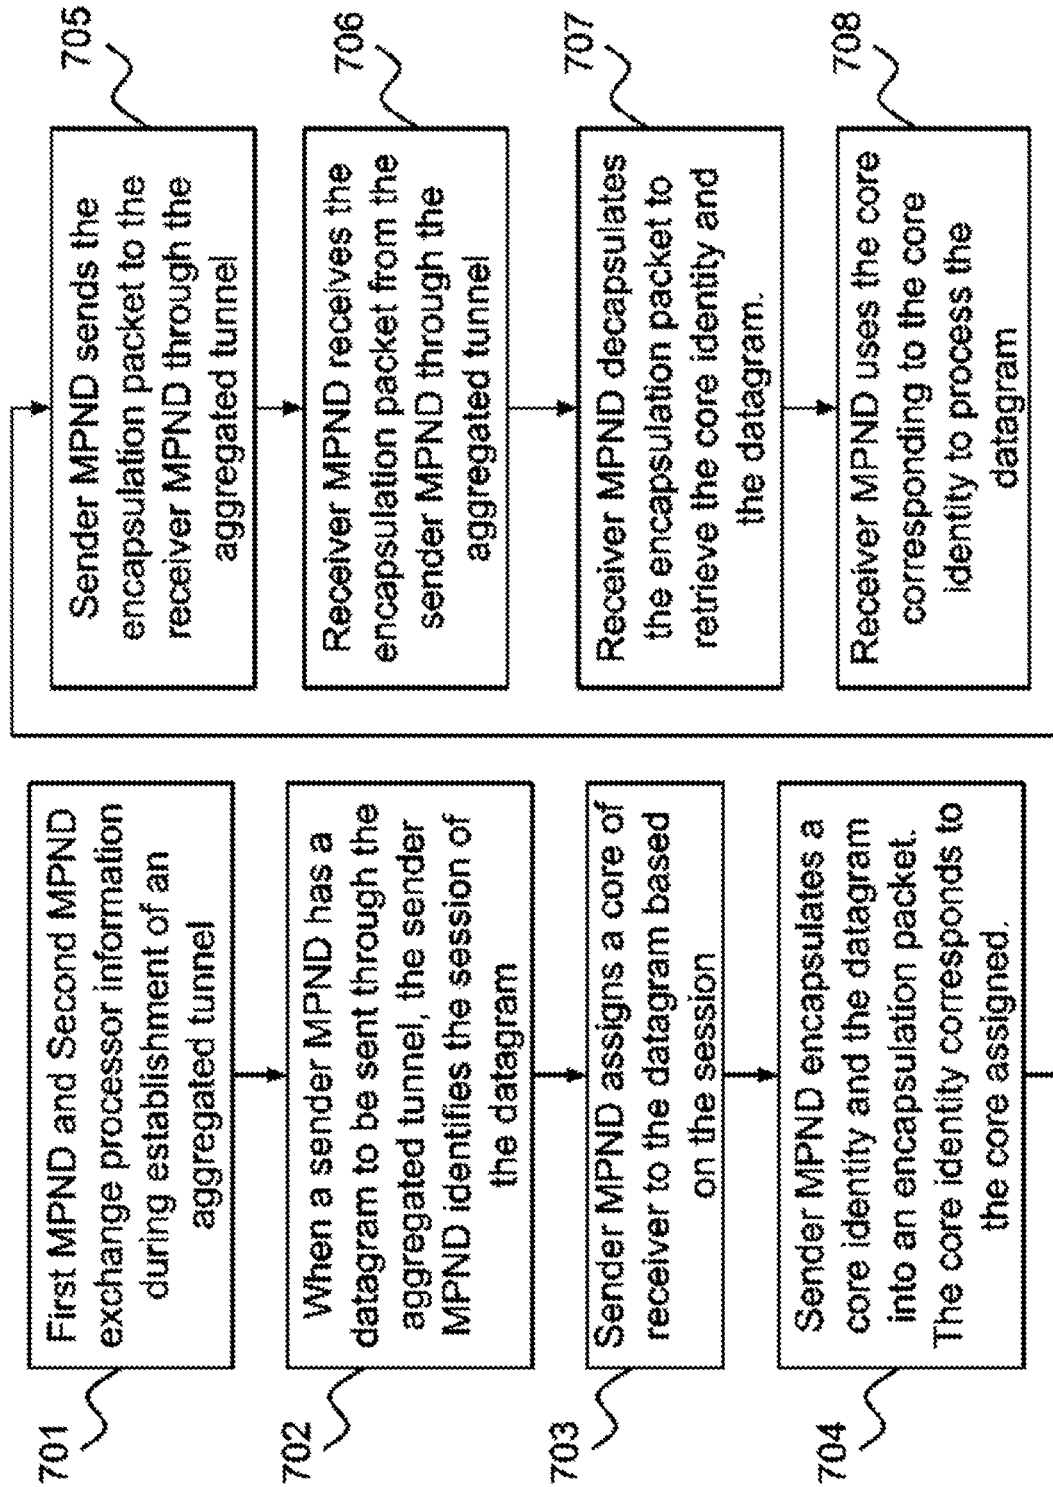 701
First MPND and Second MPND
exchange processor information
during establishment of an
aggregated tunnel
702
When a sender MPND has a
datagram to be sent through the
aggregated tunnel, the sender
MPND identifies the session of
the datagram
703
Sender MPND assigns a core of
receiver to the datagram based
on the session
704
Sender MPND encapsulates a
core identity and the datagram
into an encapsulation packet.
The core identity corresponds to
the core assigned.
705
Sender MPND sends the
encapsulation packet to the
receiver MPND through the
aggregated tunnel
706
Receiver MPND receives the
encapsulation packet from the
sender MPND through the
aggregated tunnel
707
Receiver MPND decapsulates
the encapsulation packet to
retrieve the core identity and
the datagram.
708
Receiver MPND uses the core
corresponding to the core
identity to process the
datagram